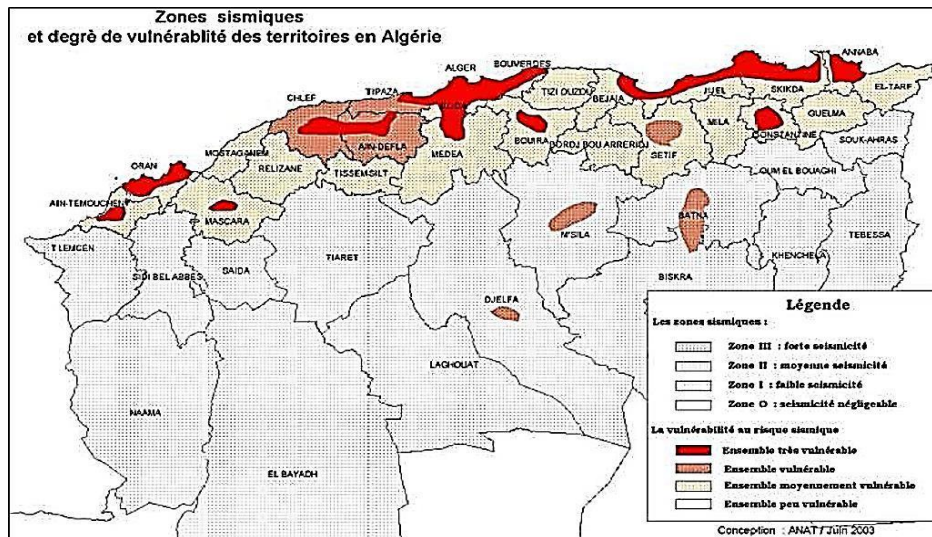 Zones sismiques
et degrè de vulnérablité des territoires en Algérie
ANNABA
ALGER
BOUVERDES
SKIKDA
EL-TARF
TIPAZA
TIZI OUZOU
JIJEL
CHLEF
BEJAIA
GUELMA
MILA
CONSTANTINE
SOUK-AHRAS
AIN-DEFLA
MEDEA
BOUIRA
BORDJ BOU ARRERIDJ
SETIF
MOSTAGANEM
RELIZANE
TISSEMSILT
OUM EL BOUAGHI
ORAN
AIN-TEMOUCHENT
MASCARA
BATNA
M'SILA
TEBESSA
TLEMCEN
SIDI BEL ABBES
SAIDA
TIARET
KHENCHELA
BISKRA
DJELFA
LAGHOUAT
NAAMA
EL BAYADH
Légende
Les zones sismiques :
Zone III : forte seismicité
Zone II : moyenne seismicité
Zone I : faible seismicité
Zone O : seismicité négligeable
La vulnérabilité au risque sismique
Ensemble très vulnérable
Ensemble vulnérable
Ensemble moyennement vulnérable
Ensemble peu vulnérable
Conception : ANAT / Juin 2003